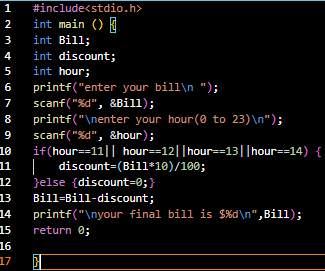 1 #include<stdio.h>
2 int main () {
3 int Bill;
4 int discount;
5 int hour;
6 printf("enter your bill\n ");
7 scanf("%d", &Bill);
8 printf("\nenter your hour(0 to 23)\n");
9 scanf("%d", &hour);
10 if(hour==11|| hour==12||hour==13||hour==14) {
11     discount=(Bill*10)/100;
12 }else {discount=0;}
13 Bill=Bill-discount;
14 printf("\nyour final bill is $%d\n",Bill);
15 return 0;
16
17 }